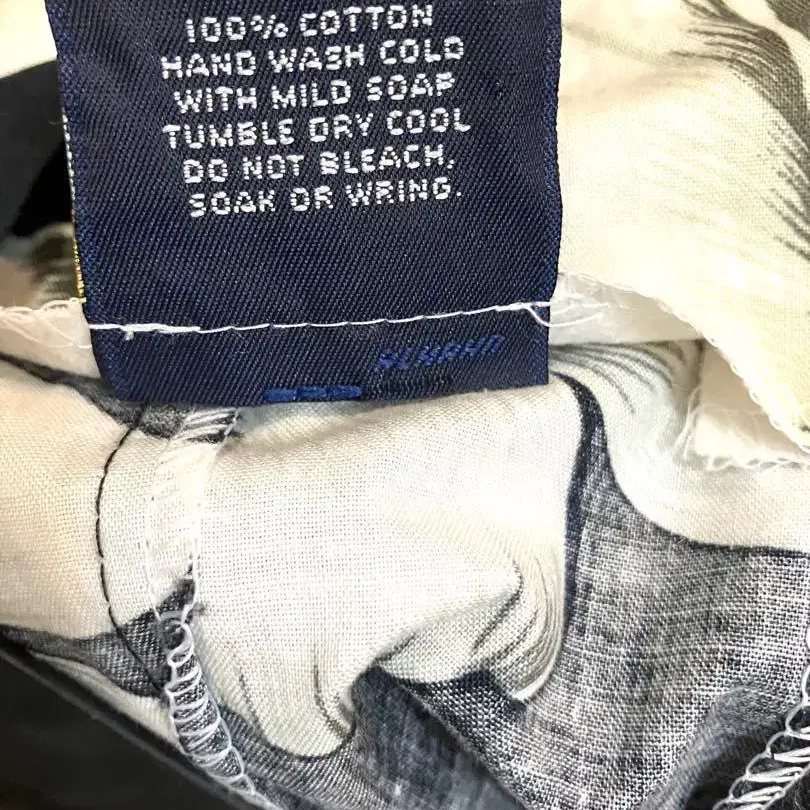 100% COTTON
HAND WASH COLD
WITH MILD SOAP
TUMBLE DRY COOL
DO NOT BLEACH,
SOAK OR WRING.